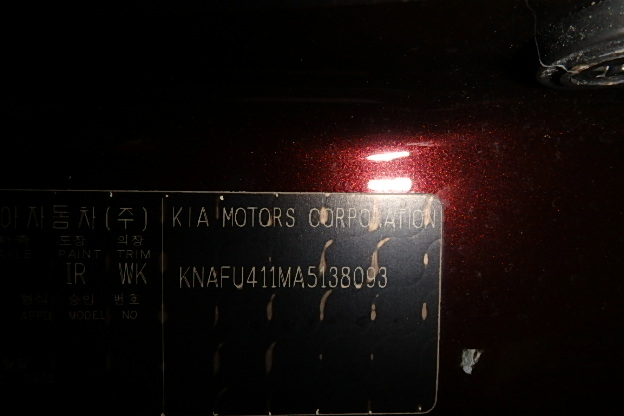 아자동차(주) KIA MOTORS CORPORATION
도장 의장
PAINT TRIM
IR WK KNAFU411MA5138093
형식 승인 번호
MODEL NO